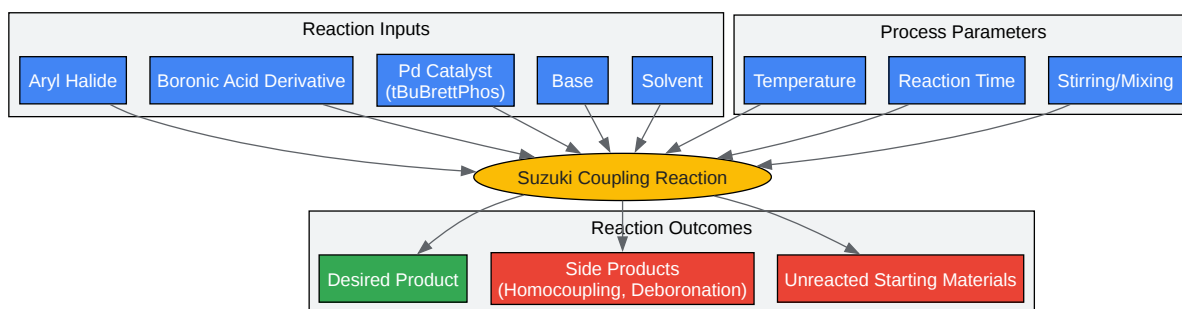 Reaction Inputs
Process Parameters
Aryl Halide
Boronic Acid Derivative
Pd Catalyst
(tBuBrettPhos)
Base
Solvent
Temperature
Reaction Time
Stirring/Mixing
Suzuki Coupling Reaction
Reaction Outcomes
Desired Product
Side Products
(Homocoupling, Deboronation)
Unreacted Starting Materials